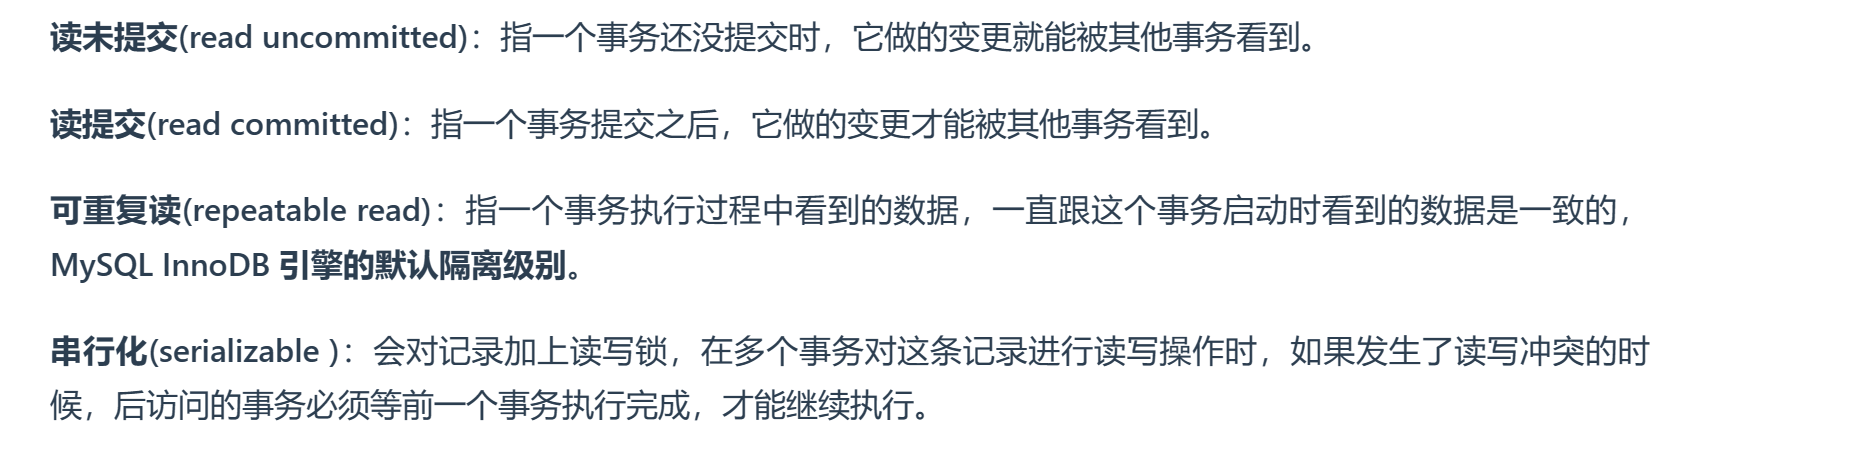 读未提交(read uncommitted)：指一个事务还没提交时，它做的变更就能被其他事务看到。
读提交(read committed)：指一个事务提交之后，它做的变更才能被其他事务看到。
可重复读(repeatable read)：指一个事务执行过程中看到的数据，一直跟这个事务启动时看到的数据是一致的，
MySQL InnoDB 引擎的默认隔离级别。
串行化(serializable )：会对记录加上读写锁，在多个事务对这条记录进行读写操作时，如果发生了读写冲突的时
候，后访问的事务必须等前一个事务执行完成，才能继续执行。